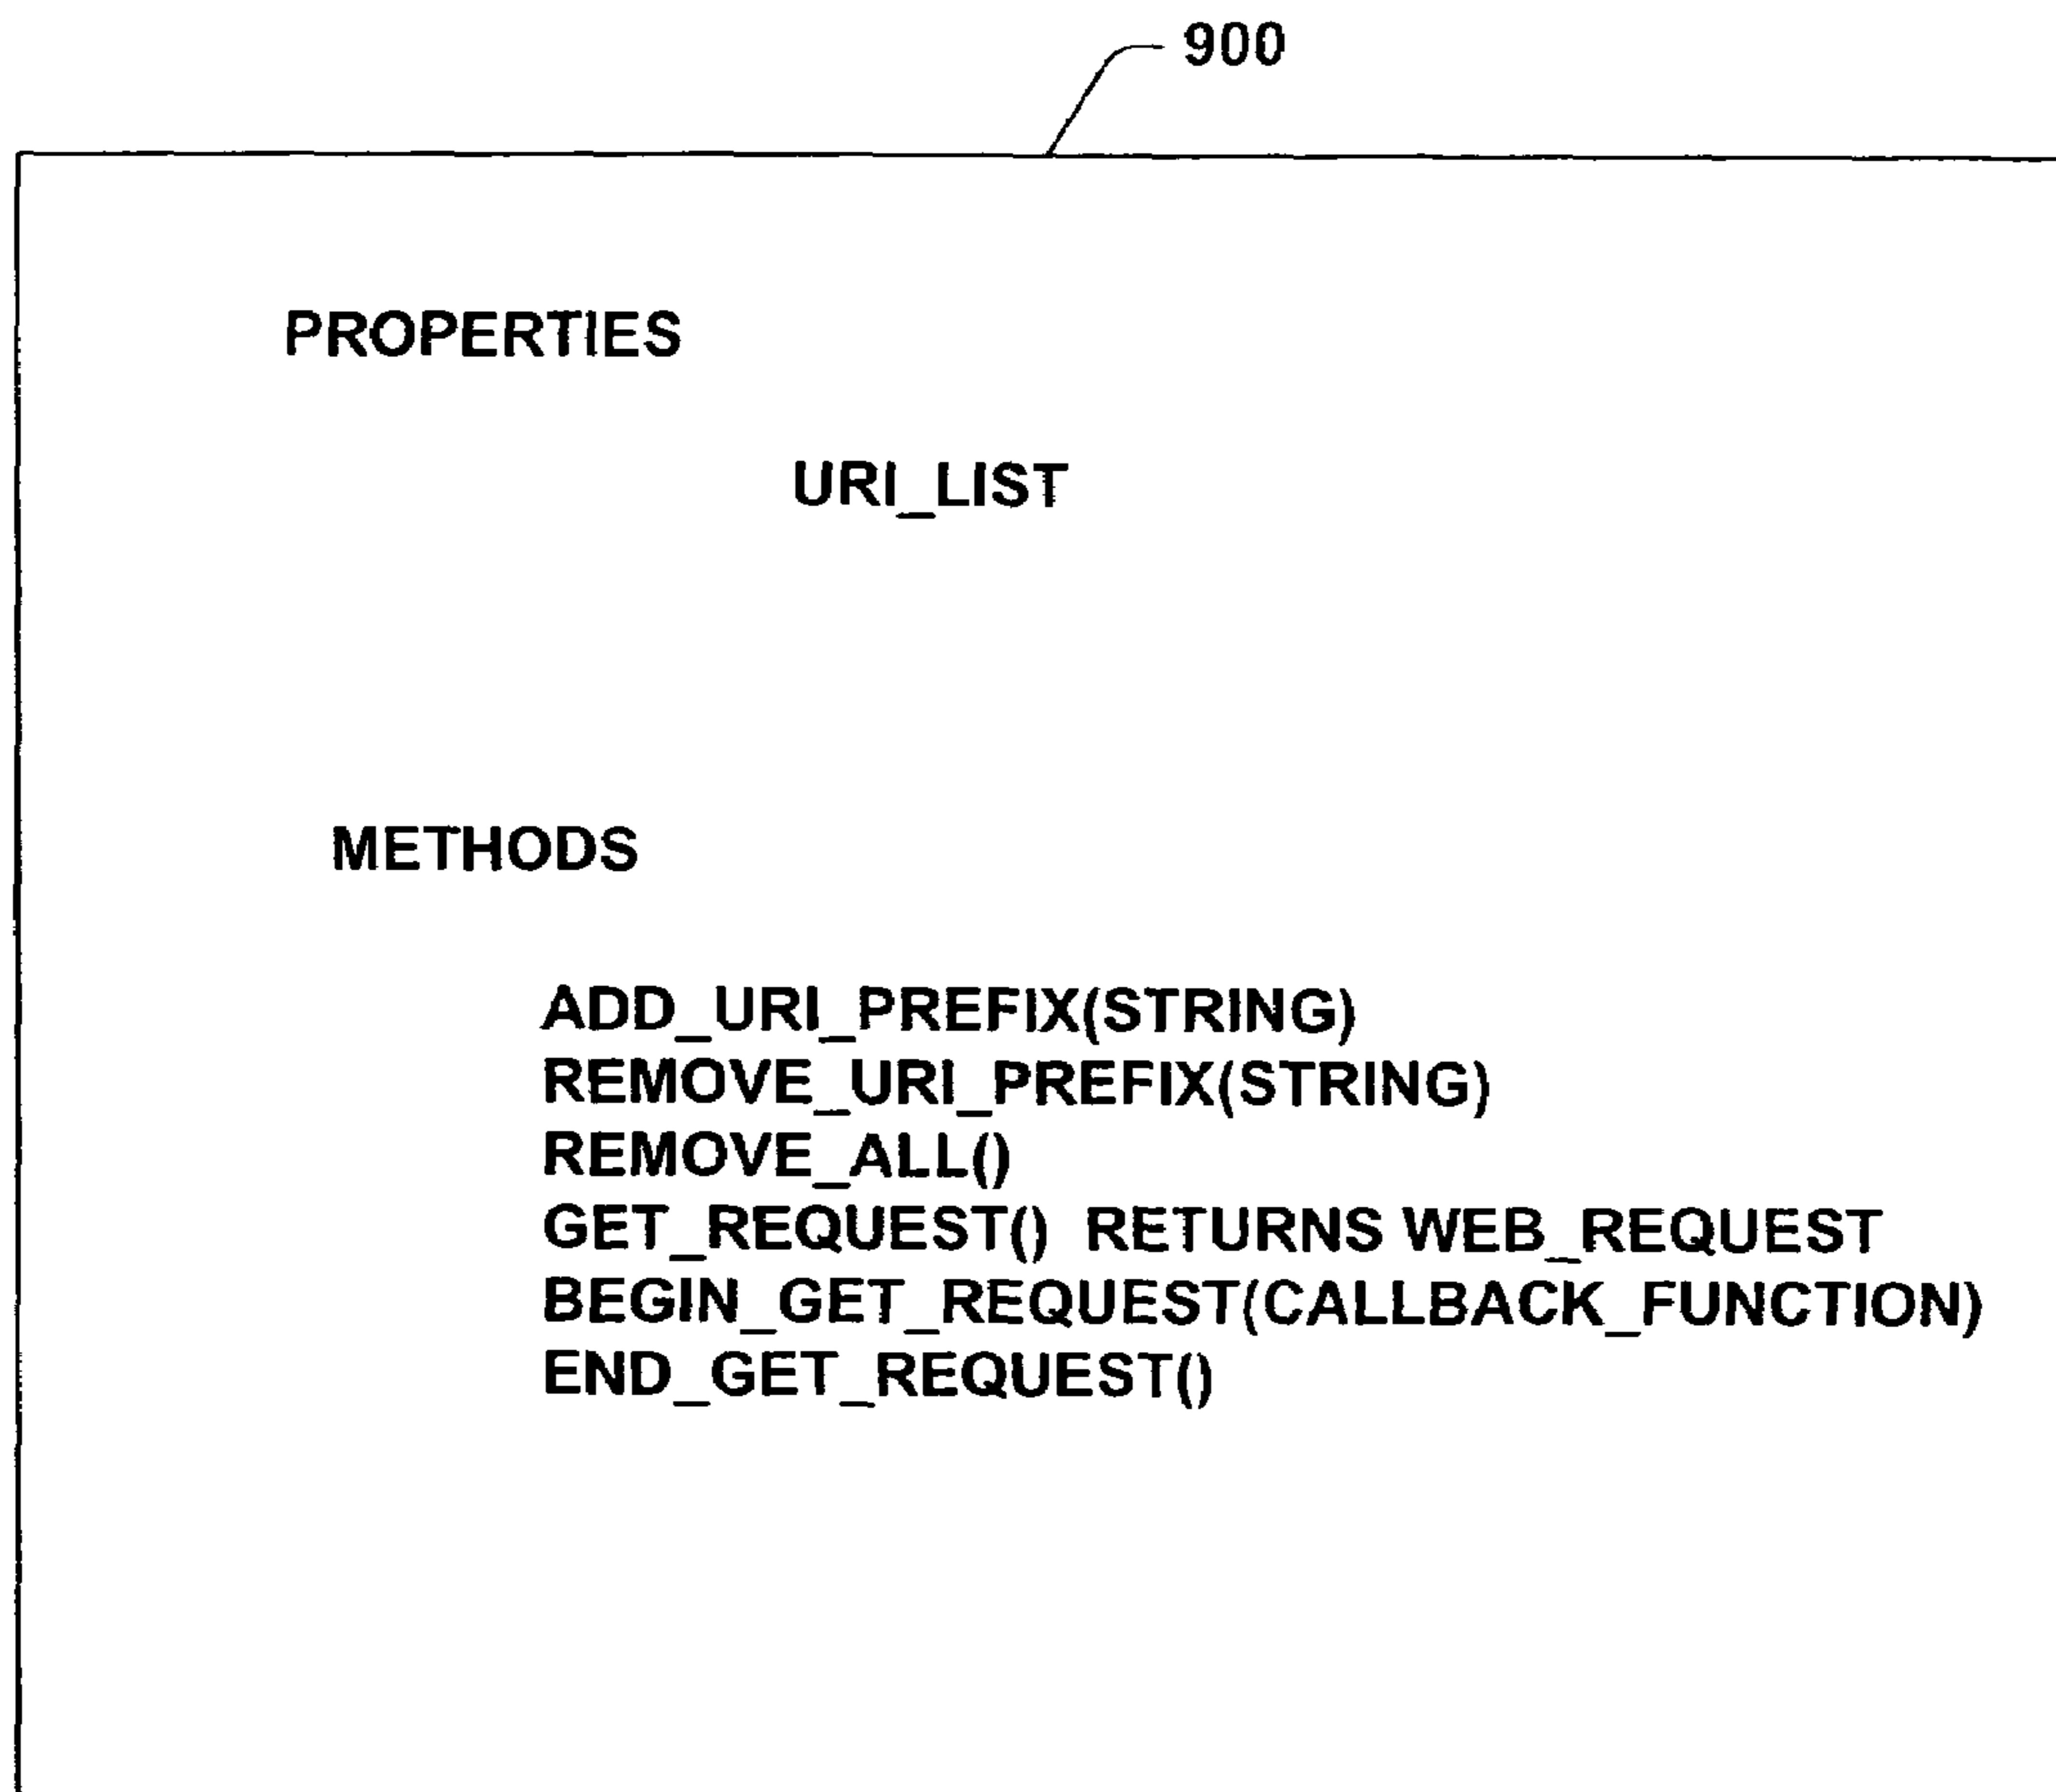 900
PROPERTIES
URI_LIST
METHODS
ADD_URI_PREFIX(STRING)
REMOVE_URI_PREFIX(STRING)
REMOVE_ALL()
GET_REQUEST() RETURNS WEB_REQUEST
BEGIN_GET_REQUEST(CALLBACK_FUNCTION)
END_GET_REQUEST()